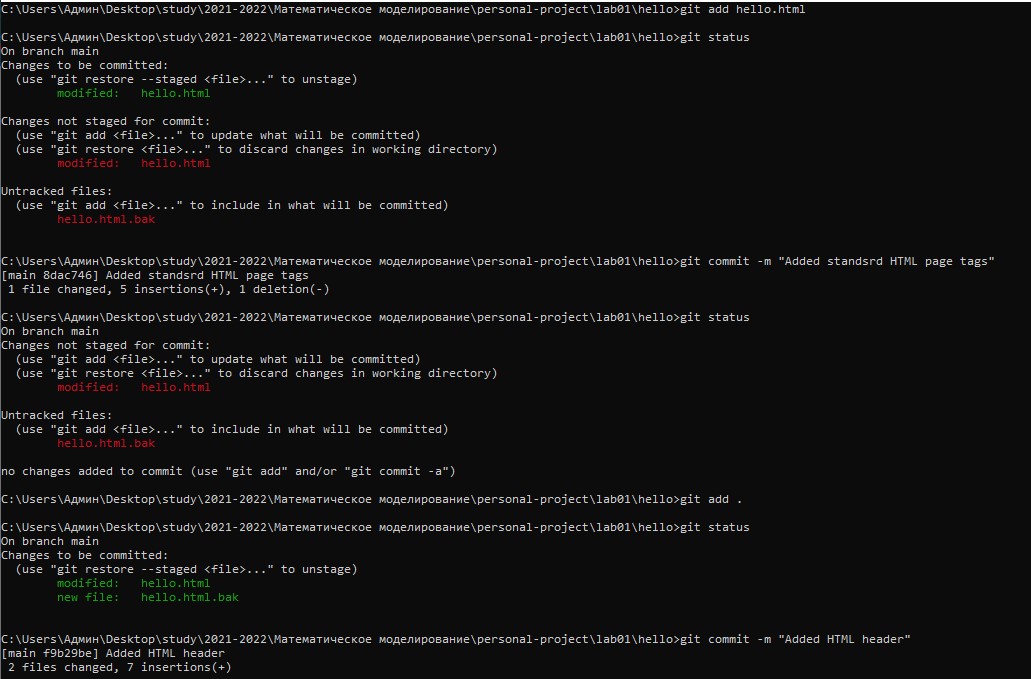 C:\Users\Админ\Desktop\study\2021-2022\Математическое моделирование\personal-project\lab01\hello>git add hello.html
C:\Users\Админ\Desktop\study\2021-2022\Математическое моделирование\personal-project\lab01\hello>git status
On branch main
Changes to be committed:
  (use "git restore --staged <file>..." to unstage)
        modified:   hello.html
Changes not staged for commit:
  (use "git add <file>..." to update what will be committed)
  (use "git restore <file>..." to discard changes in working directory)
        modified:   hello.html
Untracked files:
  (use "git add <file>..." to include in what will be committed)
        hello.html.bak
C:\Users\Админ\Desktop\study\2021-2022\Математическое моделирование\personal-project\lab01\hello>git commit -m "Added standsrd HTML page tags"
[main 8dac746] Added standsrd HTML page tags
 1 file changed, 5 insertions(+), 1 deletion(-)
C:\Users\Админ\Desktop\study\2021-2022\Математическое моделирование\personal-project\lab01\hello>git status
On branch main
Changes not staged for commit:
  (use "git add <file>..." to update what will be committed)
  (use "git restore <file>..." to discard changes in working directory)
        modified:   hello.html
Untracked files:
  (use "git add <file>..." to include in what will be committed)
        hello.html.bak
no changes added to commit (use "git add" and/or "git commit -a")
C:\Users\Админ\Desktop\study\2021-2022\Математическое моделирование\personal-project\lab01\hello>git add .
C:\Users\Админ\Desktop\study\2021-2022\Математическое моделирование\personal-project\lab01\hello>git status
On branch main
Changes to be committed:
  (use "git restore --staged <file>..." to unstage)
        modified:   hello.html
        new file:   hello.html.bak
C:\Users\Админ\Desktop\study\2021-2022\Математическое моделирование\personal-project\lab01\hello>git commit -m "Added HTML header"
[main f9b29be] Added HTML header
 2 files changed, 7 insertions(+)